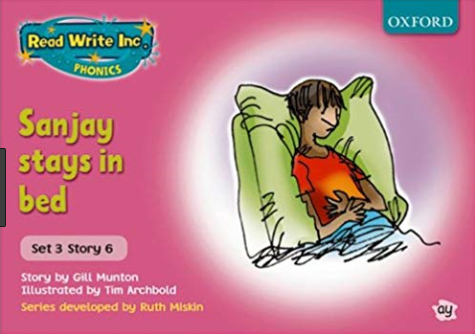 OXFORD
Read Write Inc.
PHONICS
Sanjay
stays in
bed
Set 3 Story 6
Story by Gill Munton
Illustrated by Tim Archbold
Series developed by Ruth Miskin
ay